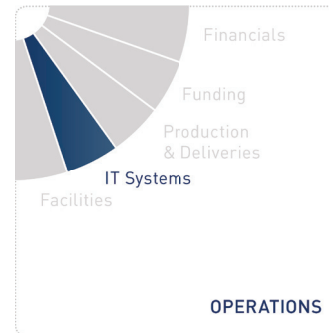 Financials
Funding
Production
& Deliveries
IT Systems
Facilities
OPERATIONS